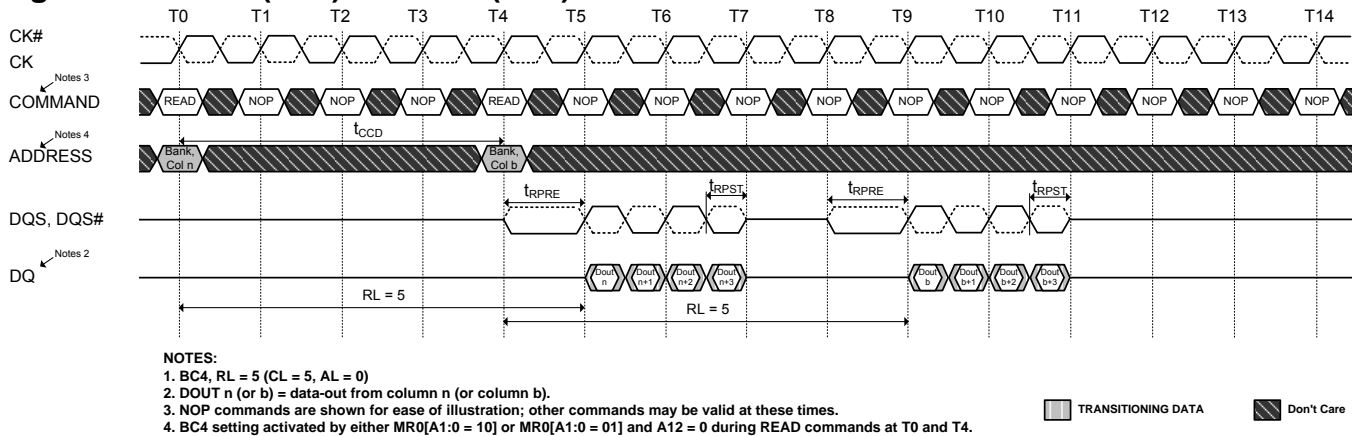 T0 T1 T2 T3 T4 T5 T6 T7 T8 T9 T10 T11 T12 T13 T14
CK#
CK
Notes 3
COMMAND READ NOP NOP NOP READ NOP NOP NOP NOP NOP NOP NOP NOP NOP NOP
tCCD
Notes 4
ADDRESS
Bank, Col n
Bank, Col b
tRPRE tRPST tRPRE tRPST
DQS, DQS#
Notes 2
DQ
Dout n Dout n+1 Dout n+2 Dout n+3 Dout b Dout b+1 Dout b+2 Dout b+3
RL = 5
RL = 5
NOTES:
1. BC4, RL = 5 (CL = 5, AL = 0)
2. DOUT n (or b) = data-out from column n (or column b).
3. NOP commands are shown for ease of illustration; other commands may be valid at these times.
4. BC4 setting activated by either MR0[A1:0 = 10] or MR0[A1:0 = 01] and A12 = 0 during READ commands at T0 and T4.
TRANSITIONING DATA
Don't Care